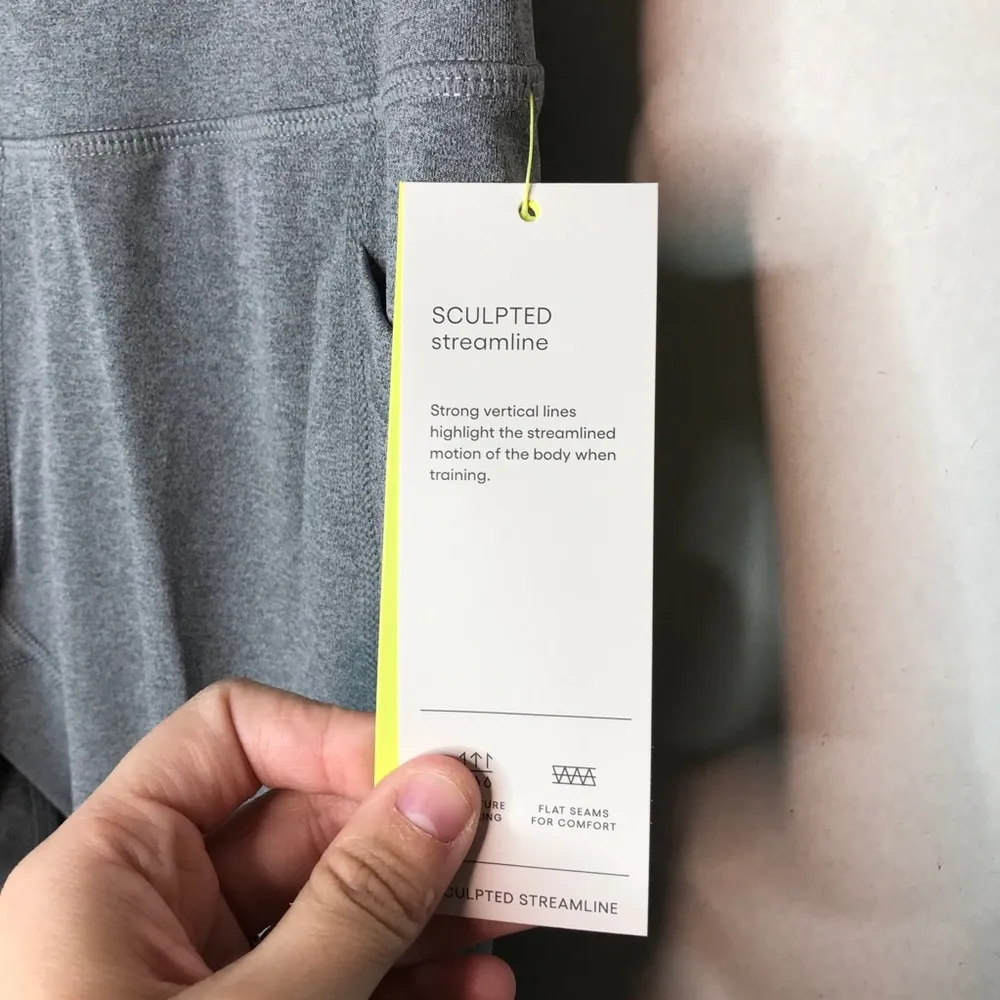 SCULPTED
streamline
Strong vertical lines
highlight the streamlined
motion of the body when
training.
FLAT SEAMS
FOR COMFORT
STREAMLINE